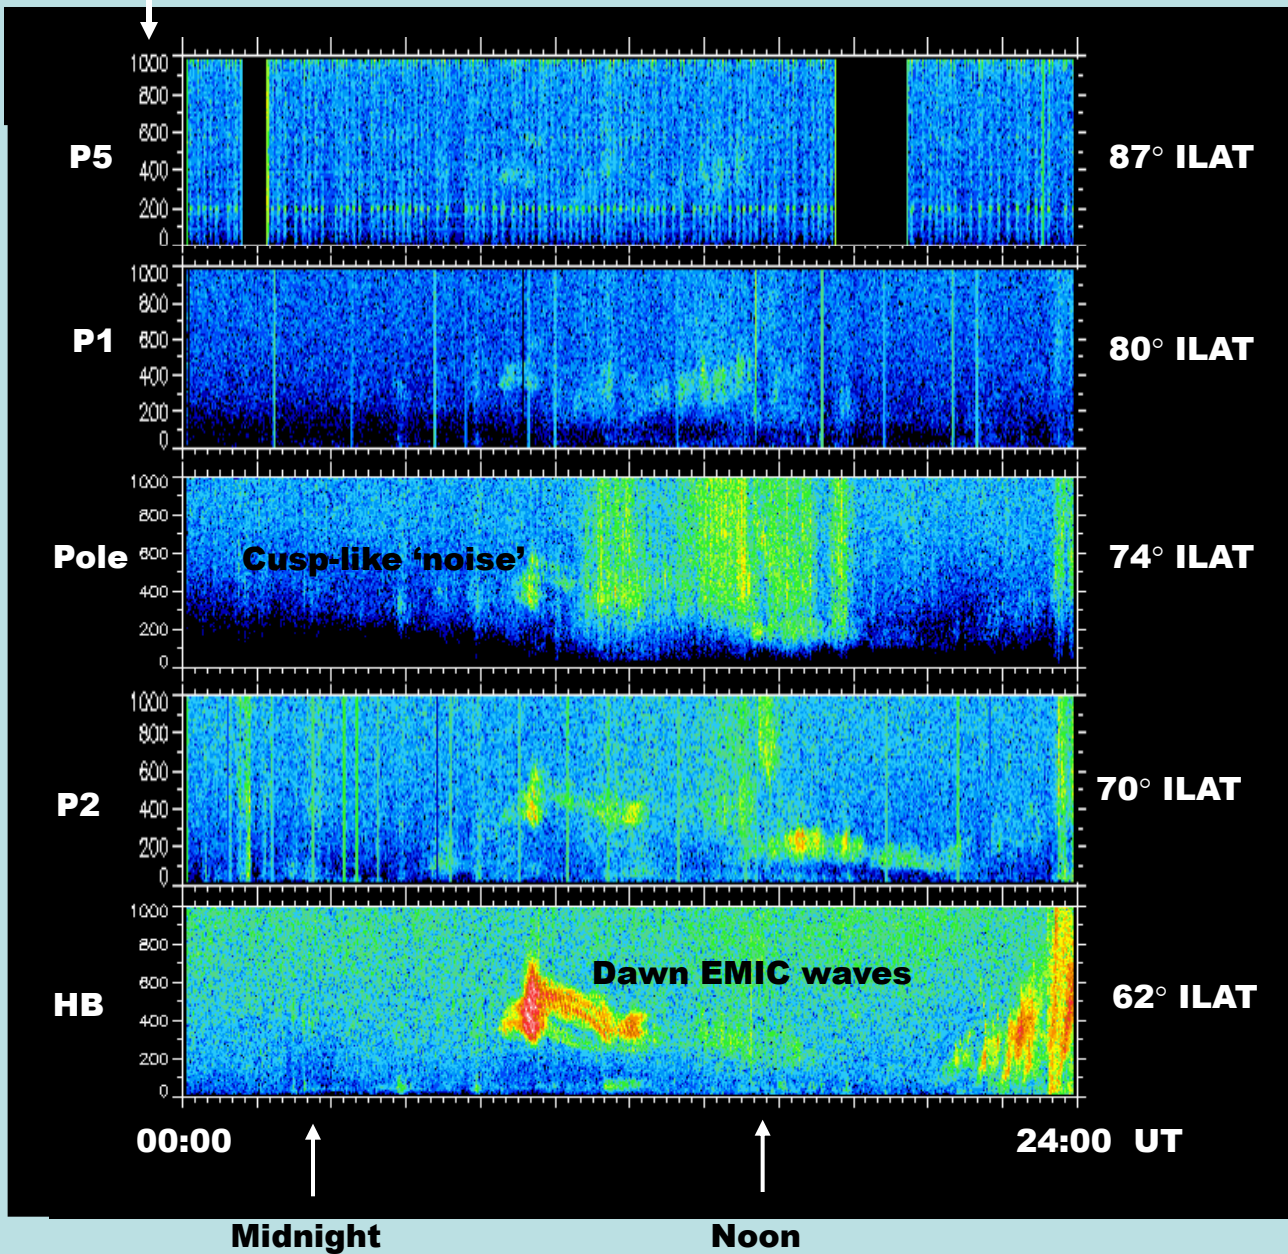 1000
800
600
P5
87° ILAT
400
200
0
1000
800
600
P1
80° ILAT
400
200
0
1000
800
Pole
Cusp-like ‘noise’
74° ILAT
600
400
200
0
1000
800
600
P2
70° ILAT
400
200
0
1000
800
Dawn EMIC waves
600
HB
62° ILAT
400
200
0
00:00
24:00 UT
Midnight
Noon